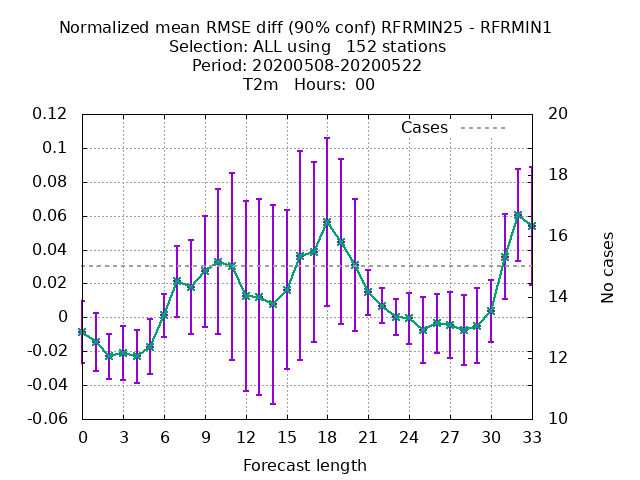 Normalized mean RMSE diff (90% conf) RFRMIN25 - RFRMIN1
Selection: ALL using   152 stations
Period: 20200508-20200522
T2m   Hours:  00
Cases
0.12
0.1
0.08
0.06
0.04
0.02
0
-0.02
-0.04
-0.06
20
18
16
14
12
10
No cases
0 3 6 9 12 15 18 21 24 27 30 33
Forecast length